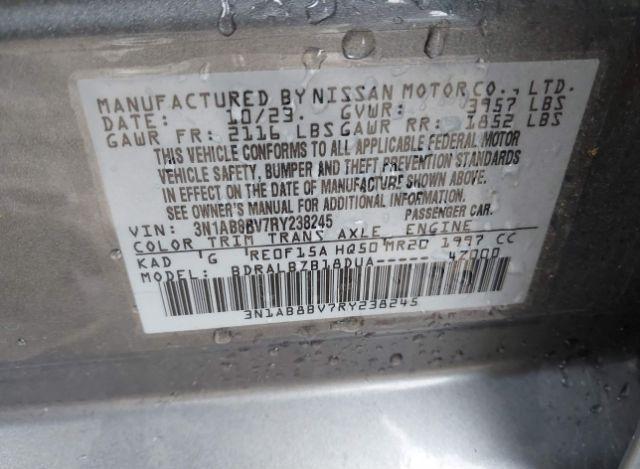 MANUFACTURED BY NISSAN MOTOR CO., LTD.
DATE: 10/23. GVWR: 3957 LBS
GAWR FR: 2116 LBS GAWR RR: 1852 LBS
THIS VEHICLE CONFORMS TO ALL APPLICABLE FEDERAL MOTOR
VEHICLE SAFETY, BUMPER AND THEFT PREVENTION STANDARDS
IN EFFECT ON THE DATE OF MANUFACTURE SHOWN ABOVE.
SEE OWNER'S MANUAL FOR ADDITIONAL INFORMATION.
VIN: 3N1AB8BV7RY238245 PASSENGER CAR.
COLOR TRIM TRANS AXLE ENGINE
KAD G RE0F15A HQ50 MR20 1997 CC
MODEL: BDRALBZB18DUA----- 47000
3N1AB8BV7RY238245